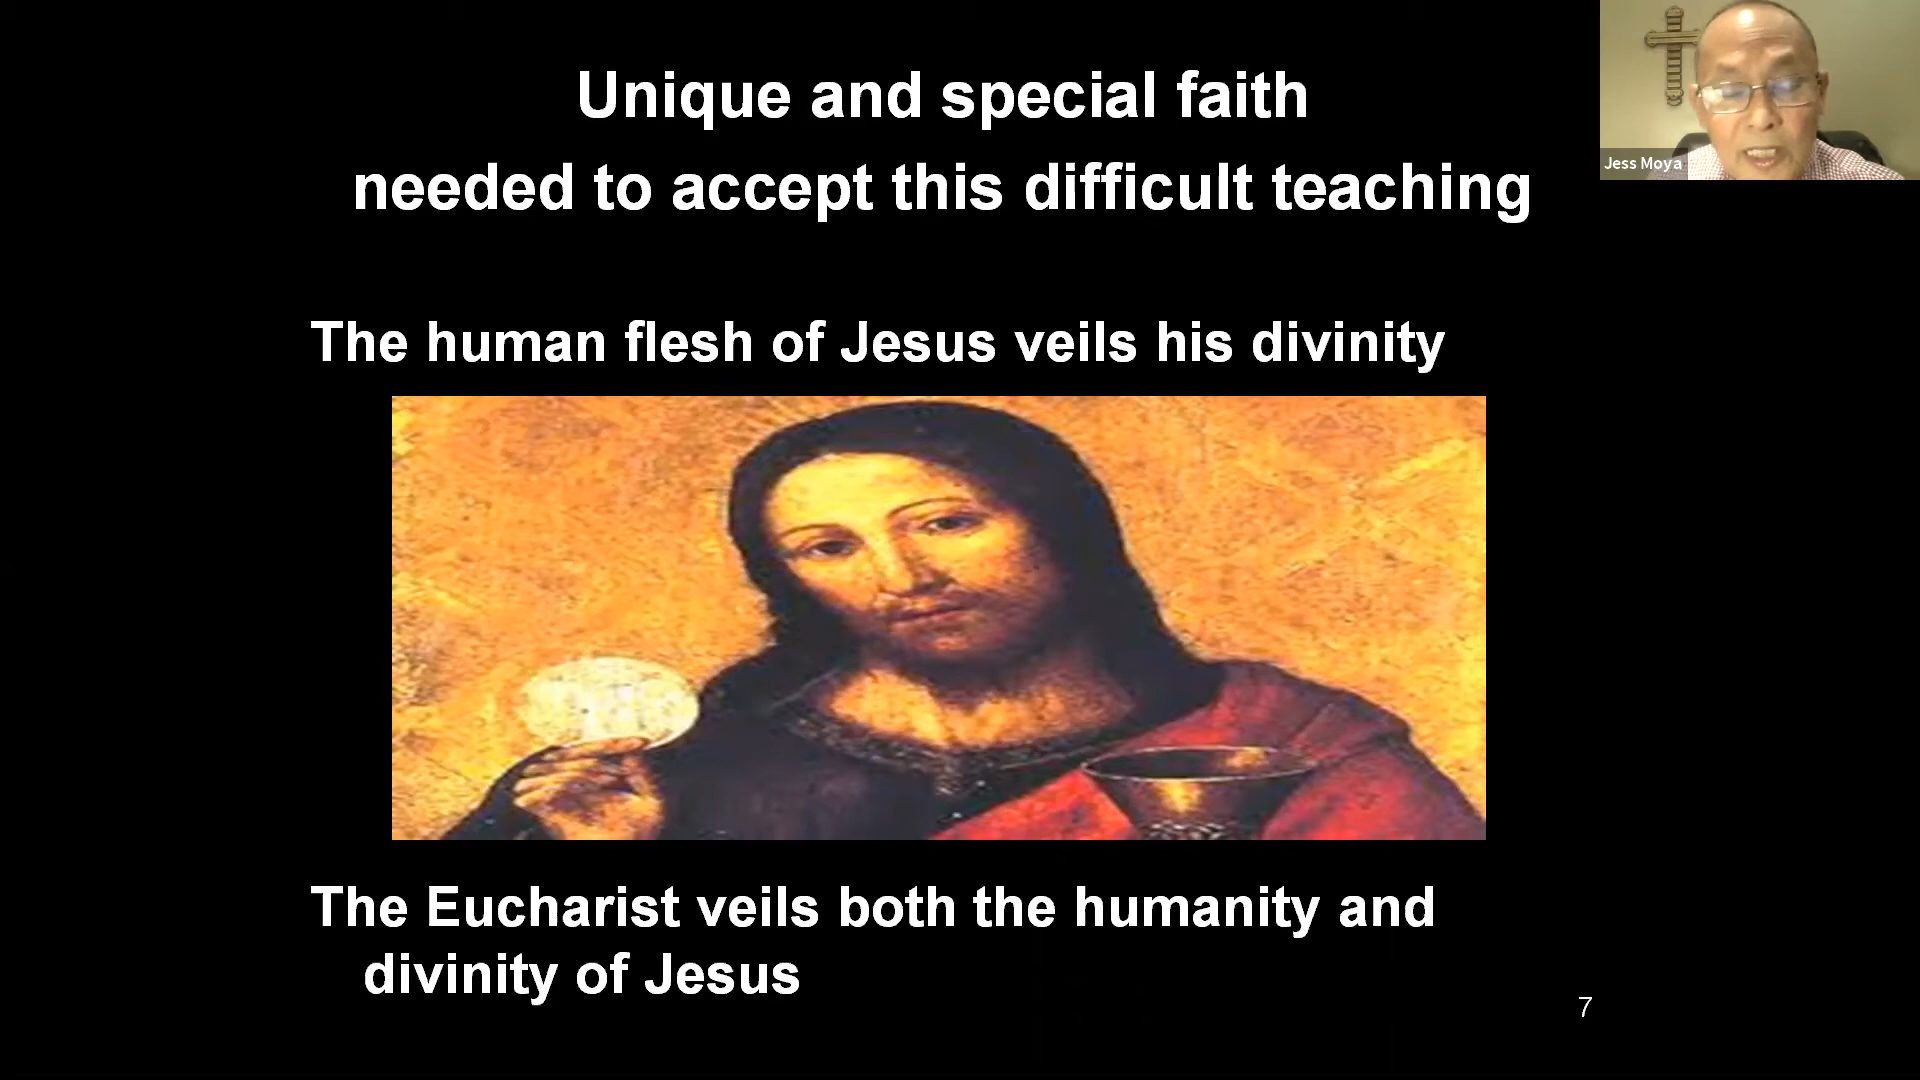 Unique and special faith
needed to accept this difficult teaching
Jess Moya
The human flesh of Jesus veils his divinity
The Eucharist veils both the humanity and
divinity of Jesus
7